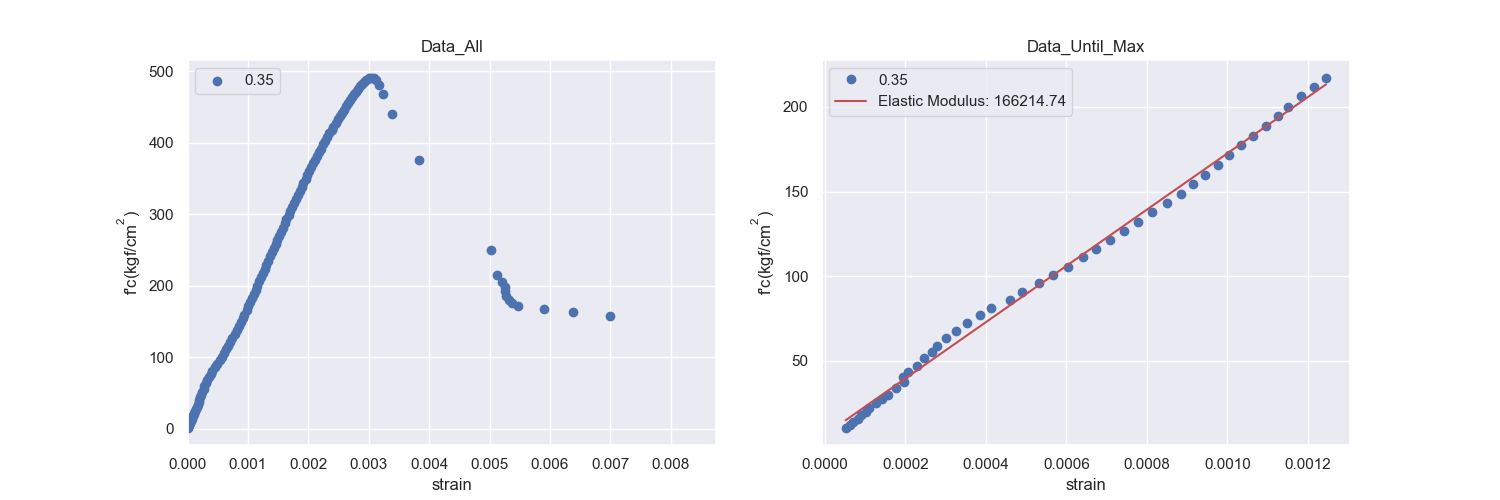 Data_All
500
400
300
200
100
0
f'c(kgf/cm²)
0.35
0.000 0.001 0.002 0.003 0.004 0.005 0.006 0.007 0.008
strain
Data_Until_Max
200
150
100
50
f'c(kgf/cm²)
0.35
Elastic Modulus: 166214.74
0.0000 0.0002 0.0004 0.0006 0.0008 0.0010 0.0012
strain